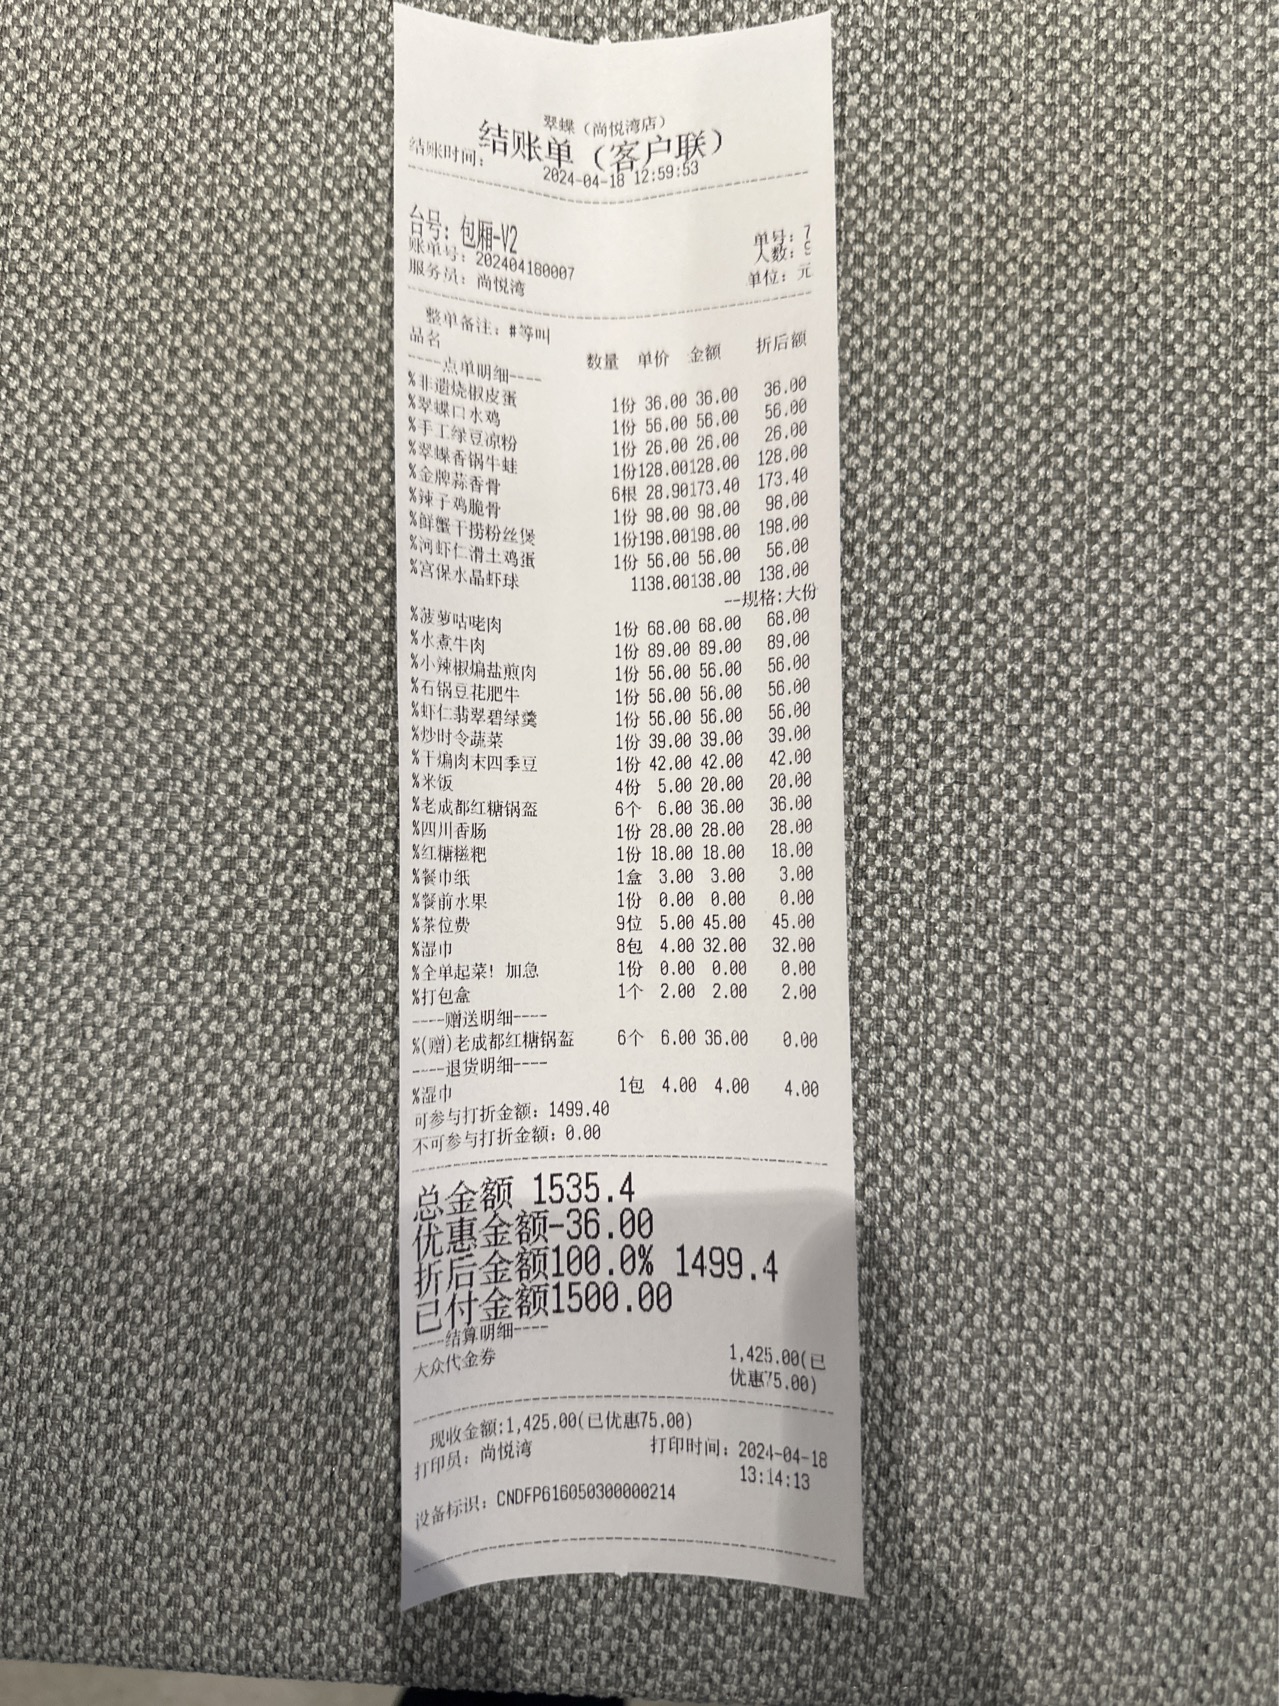 翠蝶（尚悦湾店）
结账单（客户联）
结账时间： 2024-04-18 12:59:53
台号：包厢-V2 单号：7
账单号：202404180007 人数：9
服务员：尚悦湾 单位：元
整单备注：#等叫
品名 数量 单价 金额 折后额
----点单明细----
%非遗烧椒皮蛋 1份 36.00 36.00 36.00
%翠蝶口水鸡 1份 56.00 56.00 56.00
%手工绿豆凉粉 1份 26.00 26.00 26.00
%翠蝶香锅牛蛙 1份128.00128.00 128.00
%金牌蒜香骨 6根 28.90173.40 173.40
%辣子鸡脆骨 1份 98.00 98.00 98.00
%鲜蟹干捞粉丝煲 1份198.00198.00 198.00
%河虾仁滑土鸡蛋 1份 56.00 56.00 56.00
%宫保水晶虾球 1138.00138.00 138.00
--规格:大份
%菠萝咕咾肉 1份 68.00 68.00 68.00
%水煮牛肉 1份 89.00 89.00 89.00
%小辣椒煸盐煎肉 1份 56.00 56.00 56.00
%石锅豆花肥牛 1份 56.00 56.00 56.00
%虾仁翡翠碧绿羹 1份 56.00 56.00 56.00
%炒时令蔬菜 1份 39.00 39.00 39.00
%干煸肉末四季豆 1份 42.00 42.00 42.00
%米饭 4份 5.00 20.00 20.00
%老成都红糖锅盔 6个 6.00 36.00 36.00
%四川香肠 1份 28.00 28.00 28.00
%红糖糍粑 1份 18.00 18.00 18.00
%餐巾纸 1盒 3.00 3.00 3.00
%餐前水果 1份 0.00 0.00 0.00
%茶位费 9位 5.00 45.00 45.00
%湿巾 8包 4.00 32.00 32.00
%全单起菜！加急 1份 0.00 0.00 0.00
%打包盒 1个 2.00 2.00 2.00
----赠送明细----
%(赠)老成都红糖锅盔 6个 6.00 36.00 0.00
----退货明细----
%湿巾 1包 4.00 4.00 4.00
可参与打折金额：1499.40
不可参与打折金额：0.00
总金额 1535.4
优惠金额-36.00
折后金额100.0% 1499.4
已付金额1500.00
----结算明细----
大众代金券 1,425.00(已
优惠75.00)
现收金额:1,425.00(已优惠75.00)
打印员：尚悦湾 打印时间：2024-04-18
13:14:13
设备标识：CNDFP616050300000214